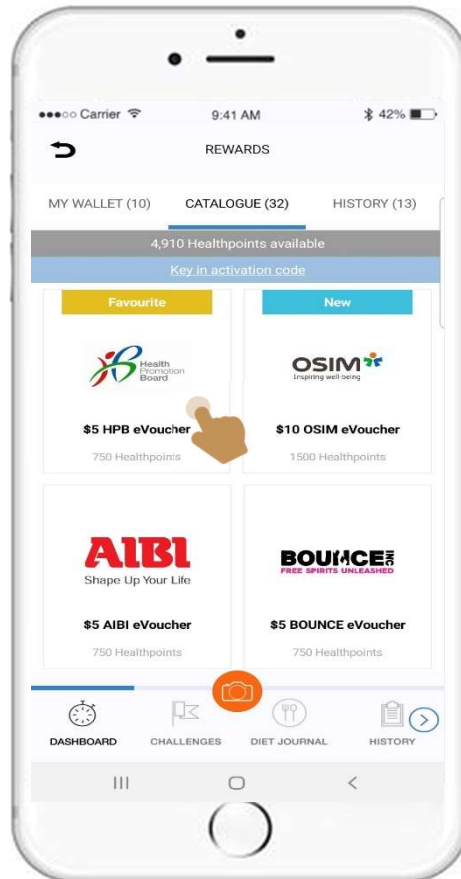 Carrier 9:41 AM 42%
REWARDS
MY WALLET (10) CATALOGUE (32) HISTORY (13)
4,910 Healthpoints available
Key in activation code
Favourite New
Health
Promotion
Board
OSIM
Inspiring well-being
$5 HPB eVoucher $10 OSIM eVoucher
750 Healthpoints 1500 Healthpoints
AIBI
Shape Up Your Life
BOUNCE INC
FREE SPIRITS UNLEASHED
$5 AIBI eVoucher $5 BOUNCE eVoucher
750 Healthpoints 750 Healthpoints
DASHBOARD CHALLENGES DIET JOURNAL HISTORY